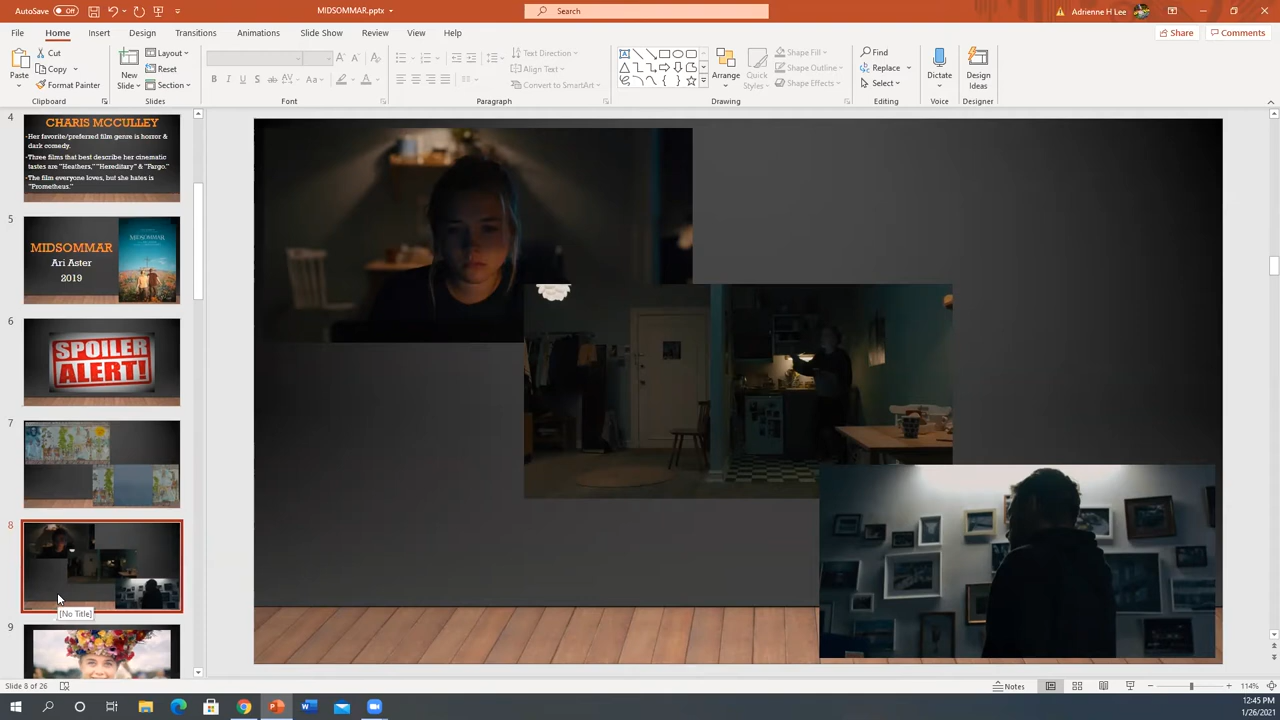 AutoSave Off
MIDSOMMAR.pptx
Search
Adrienne H Lee
File Home Insert Design Transitions Animations Slide Show Review View Help
Share Comments
Paste
Cut
Copy
Format Painter
Clipboard
New Slide
Layout
Reset
Section
Slides
Font
Text Direction
Align Text
Convert to SmartArt
Paragraph
Arrange
Quick Styles
Shape Fill
Shape Outline
Shape Effects
Drawing
Find
Replace
Select
Editing
Dictate
Voice
Design Ideas
Designer
4
CHARIS MCCULLEY
•Her favorite/preferred film genre is horror &
dark comedy.
•Three films that best describe her cinematic
tastes are "Heathers," "Hereditary" & "Fargo."
•The film everyone loves, but she hates is
"Prometheus."
5
MIDSOMMAR
Ari Aster
2019
MIDSOMMAR
6
SPOILER
ALERT!
7
8
[No Title]
9
Slide 8 of 26
Notes
114%
12:45 PM
1/26/2021